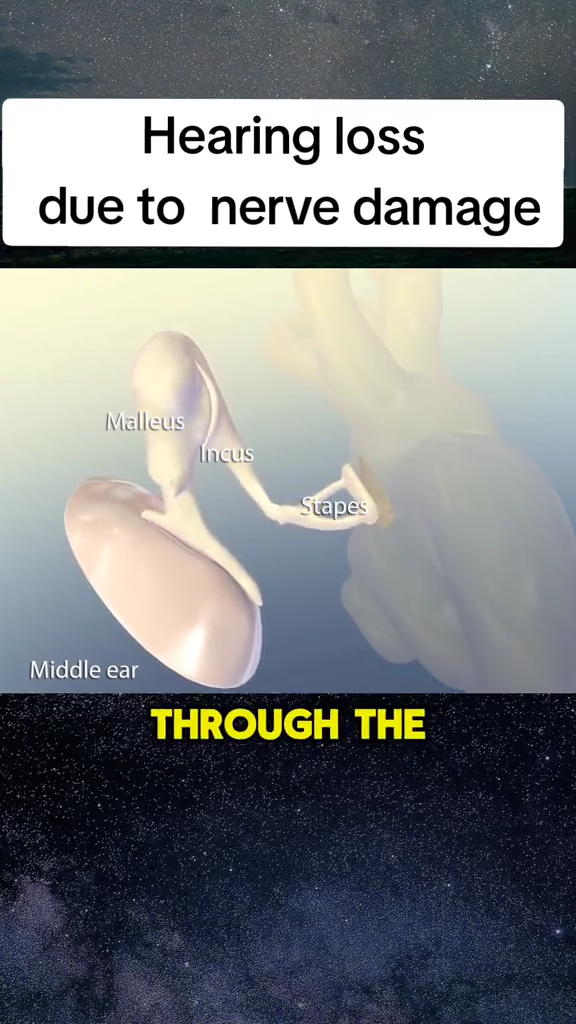 Hearing loss
due to nerve damage
Malleus
Incus
Stapes
Middle ear
THROUGH THE